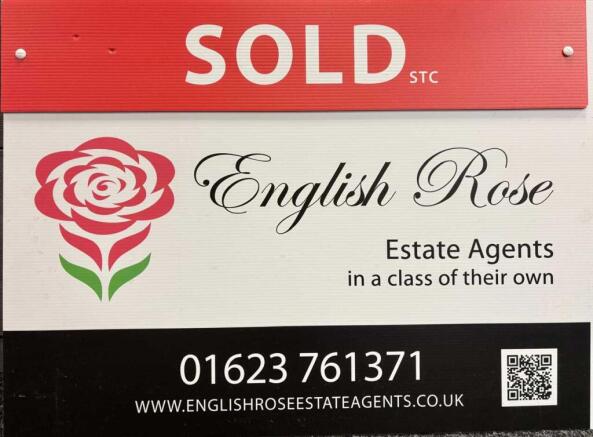 SOLD STC
English Rose
Estate Agents
in a class of their own
01623 761371
WWW.ENGLISHROSEESTATEAGENTS.CO.UK